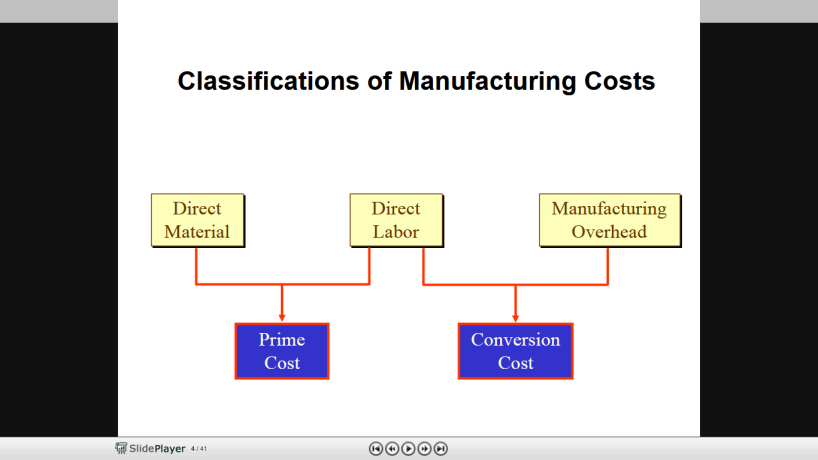 Classifications of Manufacturing Costs
Direct
Material
Direct
Labor
Manufacturing
Overhead
Prime
Cost
Conversion
Cost
SlidePlayer 4 / 41